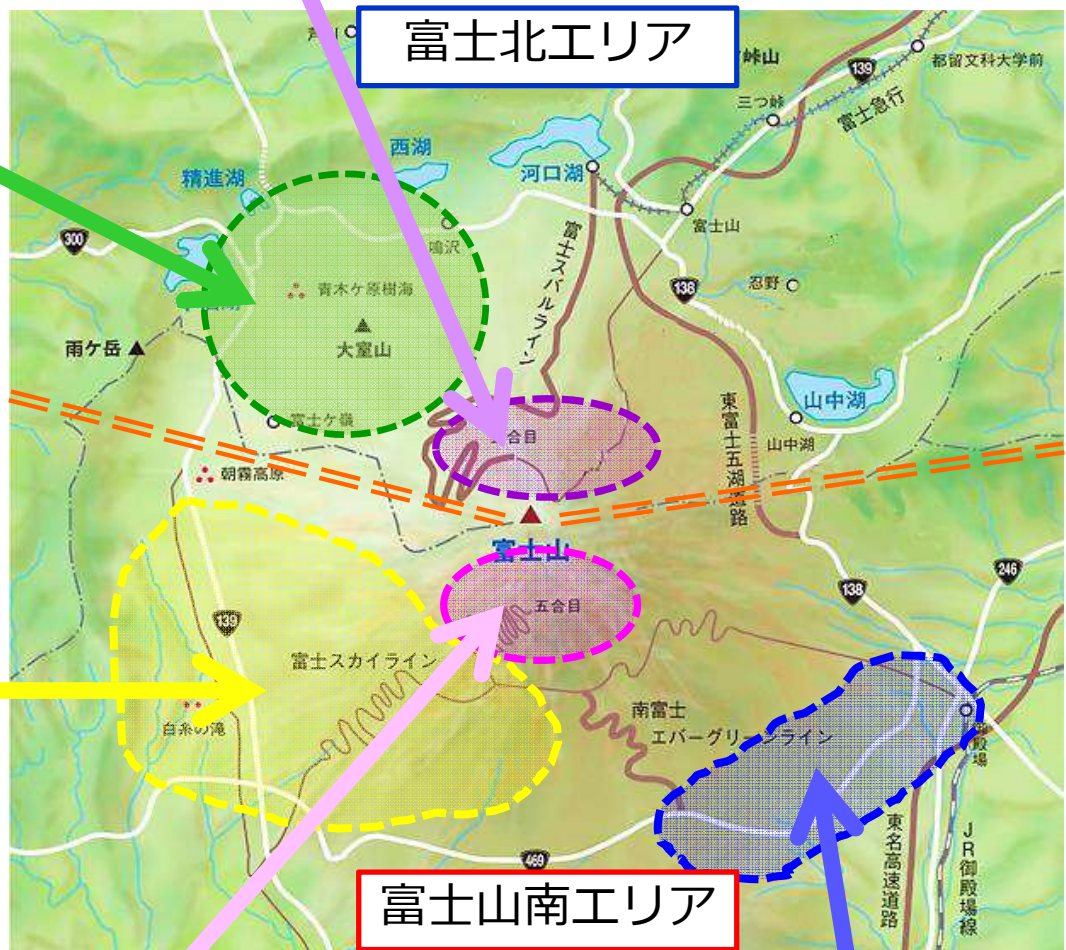 富士北エリア
芦川
峠山
139
都留文科大学前
三つ峠
富士急行
西湖
河口湖
精進湖
富士山
300
鳴沢
富士スバルライン
138
忍野
青木ケ原樹海
大室山
雨ケ岳
山中湖
富士ケ嶺
東富士五湖道路
山中湖
合目
朝霧高原
富士山
246
138
五合目
139
富士スカイライン
南富士
エバーグリーンライン
白糸の滝
御殿場
東名高速道路
JR御殿場線
469
富士山南エリア